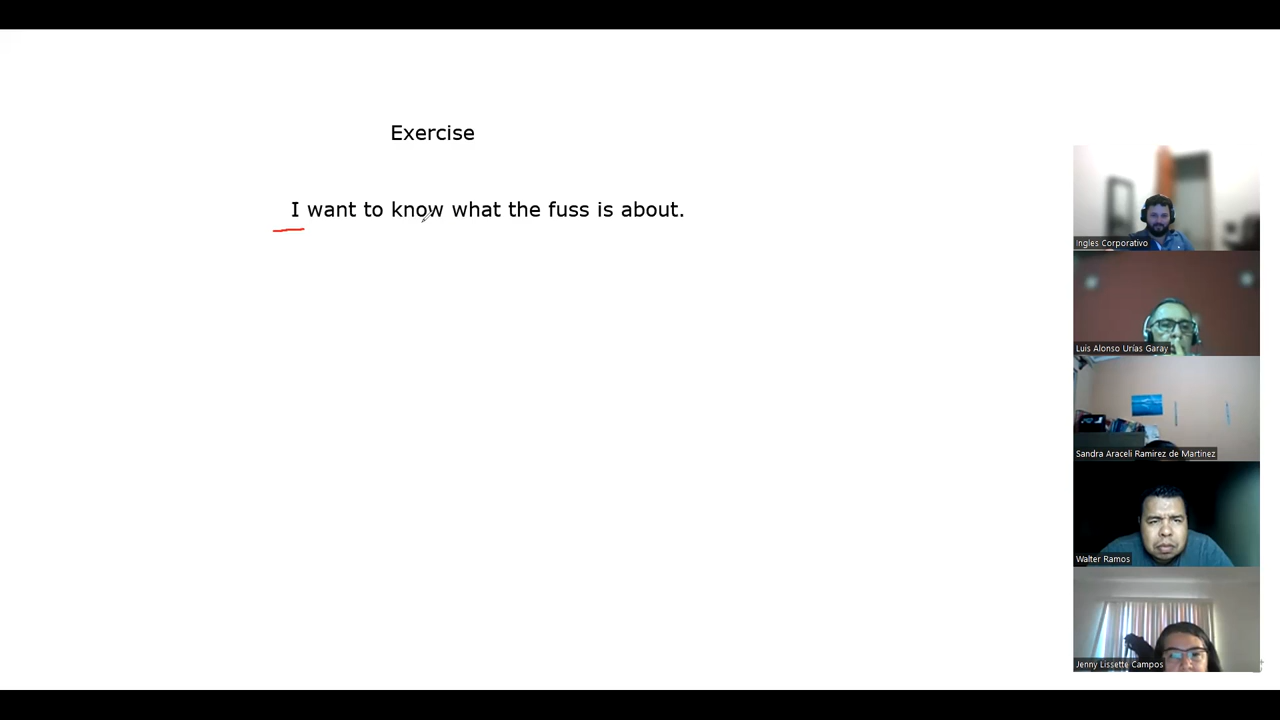 Exercise
I want to know what the fuss is about.
Ingles Corporativo
Luis Alonso Urías Garay
Sandra Araceli Ramirez de Martinez
Walter Ramos
Jenny Lissette Campos